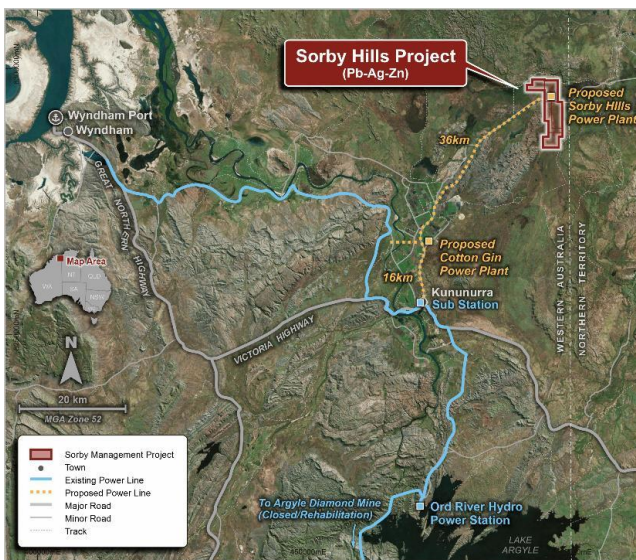 Sorby Hills Project
(Pb-Ag-Zn)
Proposed
Sorby Hills
Power Plant
Wyndham Port
Wyndham
36km
GREAT NORTHERN HIGHWAY
Map Area
WA
NT
QLD
SA
NSW
Proposed
Cotton Gin
Power Plant
16km
Kununurra
Sub Station
WESTERN AUSTRALIA
NORTHERN TERRITORY
VICTORIA HIGHWAY
N
20 km
MGA Zone 52
Sorby Management Project
Town
Existing Power Line
Proposed Power Line
Major Road
Minor Road
Track
To Argyle Diamond Mine
(Closed/Rehabilitation)
Ord River Hydro
Power Station
LAKE
ARGYLE